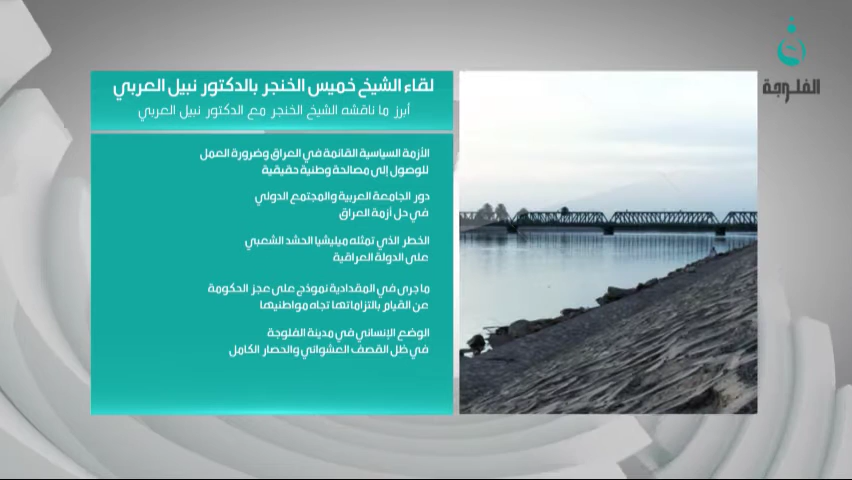 لقاء الشيخ خميس الخنجر بالدكتور نبيل العربي
أبرز ما ناقشه الشيخ الخنجر مع الدكتور نبيل العربي
الأزمة السياسية القائمة في العراق وضرورة العمل
للوصول إلى مصالحة وطنية حقيقية
دور الجامعة العربية والمجتمع الدولي
في حل أزمة العراق
الخطر الذي تمثله ميليشيا الحشد الشعبي
على الدولة العراقية
ما جرى في المقدادية نموذج على عجز الحكومة
عن القيام بالتزاماتها تجاه مواطنيها
الوضع الإنساني في مدينة الفلوجة
في ظل القصف العشوائي والحصار الكامل
الفلوجة